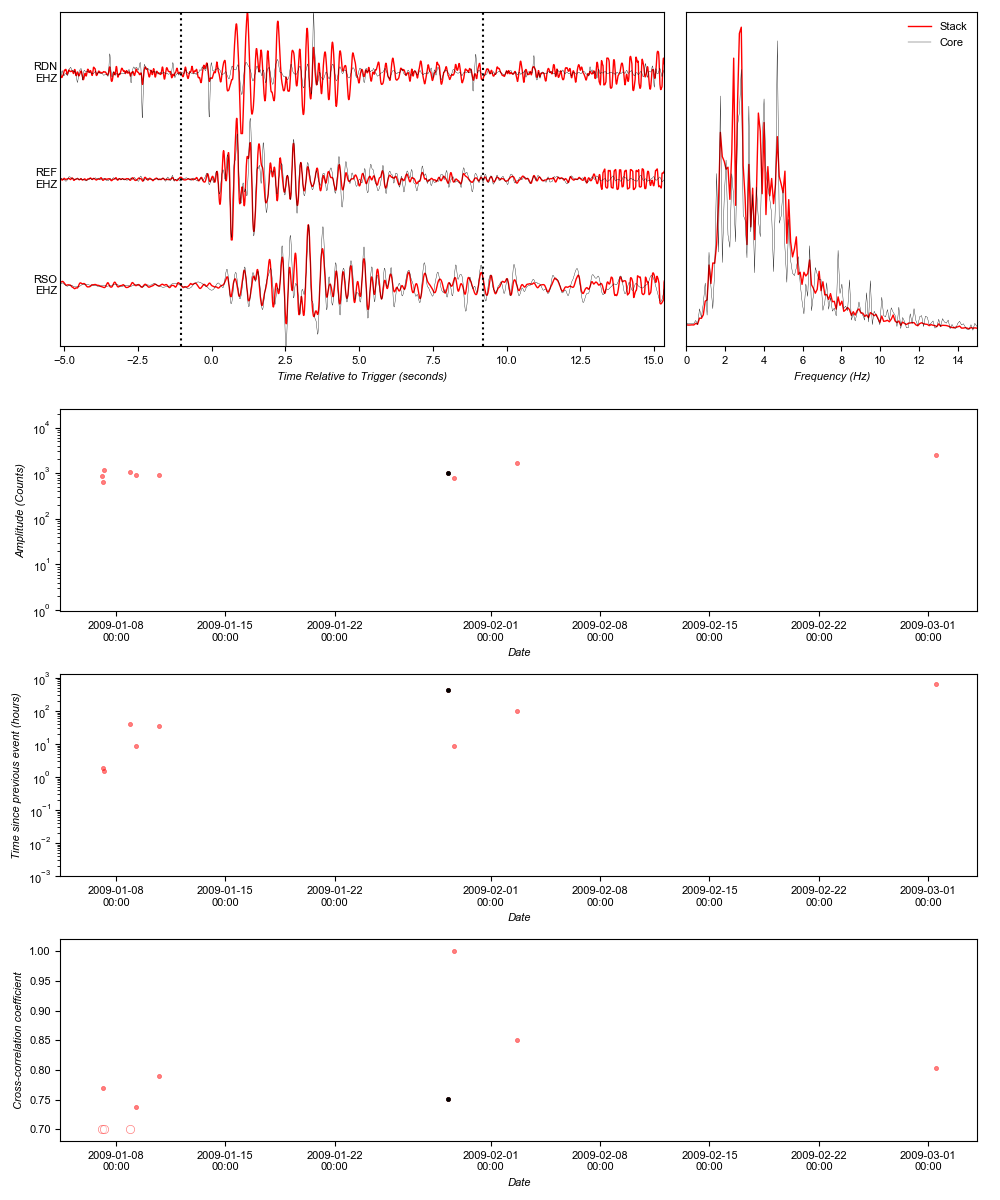 Stack
Core
RDN
EHZ
REF
EHZ
RSO
EHZ
−5.0 −2.5 0.0 2.5 5.0 7.5 10.0 12.5 15.0
Time Relative to Trigger (seconds)
0 2 4 6 8 10 12 14
Frequency (Hz)
Amplitude (Counts)
10⁴
10³
10²
10¹
10⁰
2009-01-08 2009-01-15 2009-01-22 2009-02-01 2009-02-08 2009-02-15 2009-02-22 2009-03-01
00:00 00:00 00:00 00:00 00:00 00:00 00:00 00:00
Date
Time since previous event (hours)
10³
10²
10¹
10⁰
10⁻¹
10⁻²
10⁻³
2009-01-08 2009-01-15 2009-01-22 2009-02-01 2009-02-08 2009-02-15 2009-02-22 2009-03-01
00:00 00:00 00:00 00:00 00:00 00:00 00:00 00:00
Date
Cross-correlation coefficient
1.00
0.95
0.90
0.85
0.80
0.75
0.70
2009-01-08 2009-01-15 2009-01-22 2009-02-01 2009-02-08 2009-02-15 2009-02-22 2009-03-01
00:00 00:00 00:00 00:00 00:00 00:00 00:00 00:00
Date